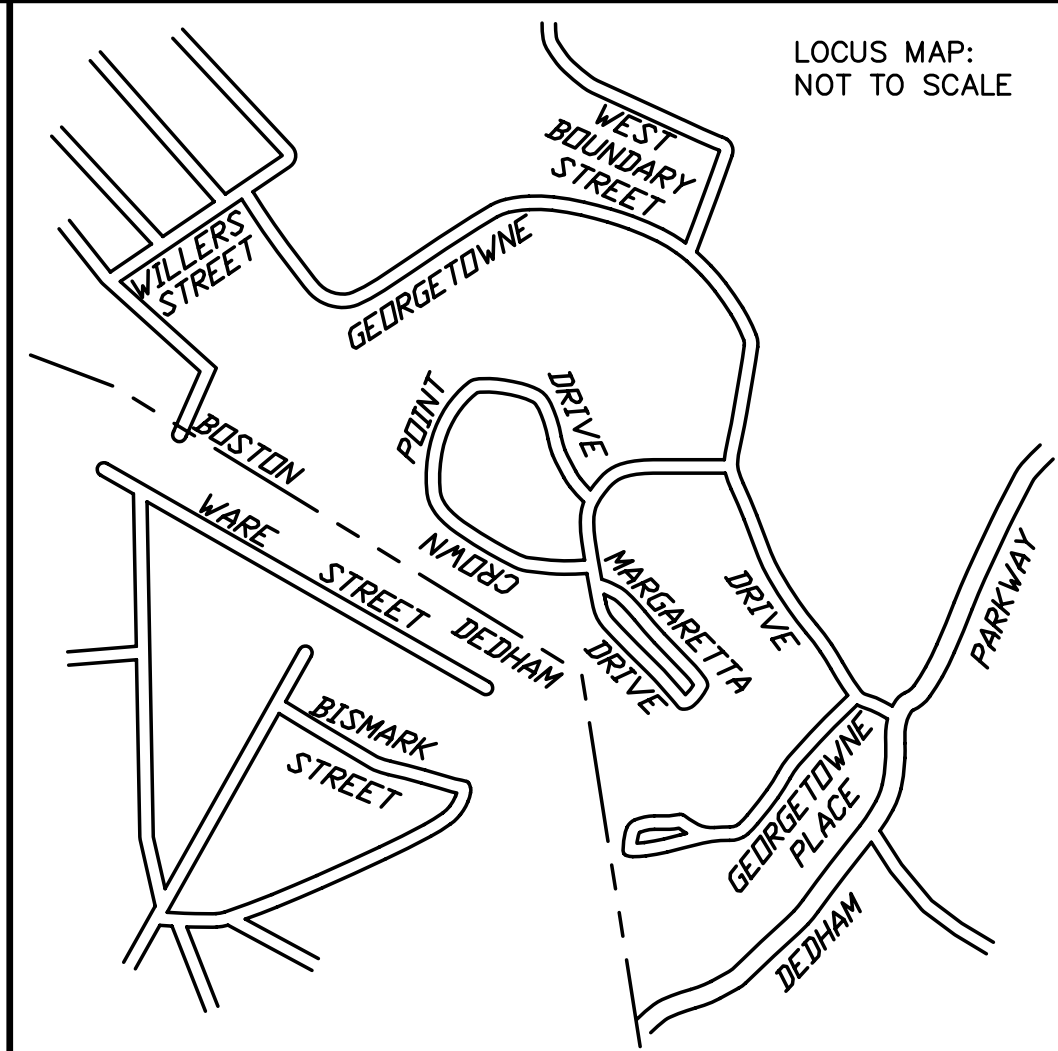 LOCUS MAP:
NOT TO SCALE
WEST
BOUNDARY
STREET
WILLERS
STREET
GEORGETOWNE
POINT
DRIVE
BOSTON
WARE
STREET
DEDHAM
CROWN
MARGARETTA
DRIVE
DRIVE
PARKWAY
BISMARK
STREET
GEORGETOWNE
PLACE
DEDHAM